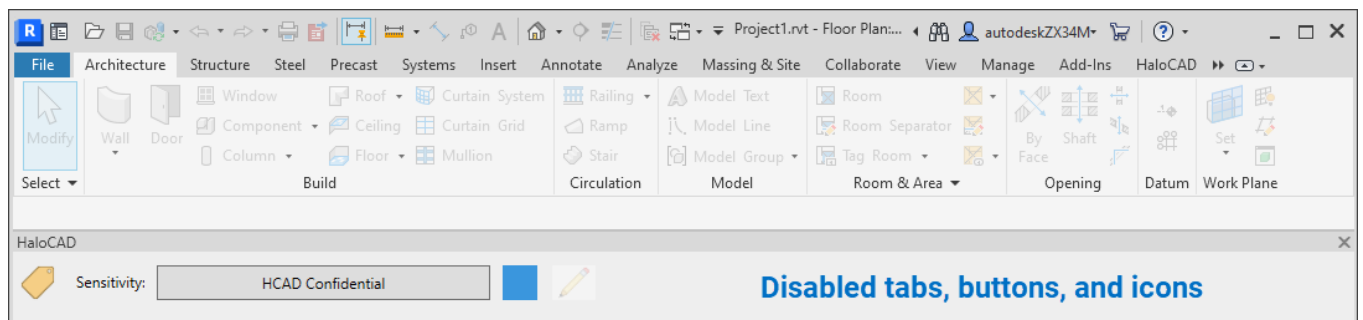 R Project1.rvt - Floor Plan:... autodeskZX34M ?
File Architecture Structure Steel Precast Systems Insert Annotate Analyze Massing & Site Collaborate View Manage Add-Ins HaloCAD
Window Roof Curtain System Railing Model Text Room
Modify Wall Door Component Ceiling Curtain Grid Ramp Model Line Room Separator By Face Shaft Set
Column Floor Mullion Stair Model Group Tag Room
Select Build Circulation Model Room & Area Opening Datum Work Plane
HaloCAD
Sensitivity: HCAD Confidential Disabled tabs, buttons, and icons